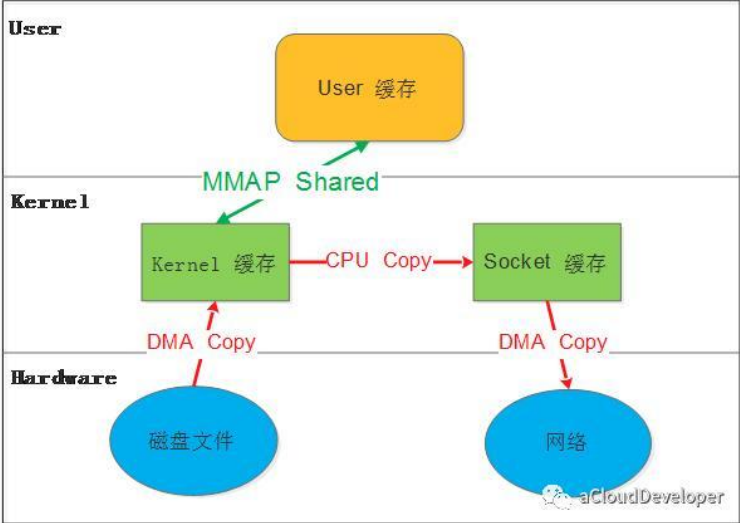 User
User 缓存
MMAP Shared
Kernel
Kernel 缓存
CPU Copy
Socket 缓存
DMA Copy
DMA Copy
Hardware
磁盘文件
网络
aCloudDeveloper